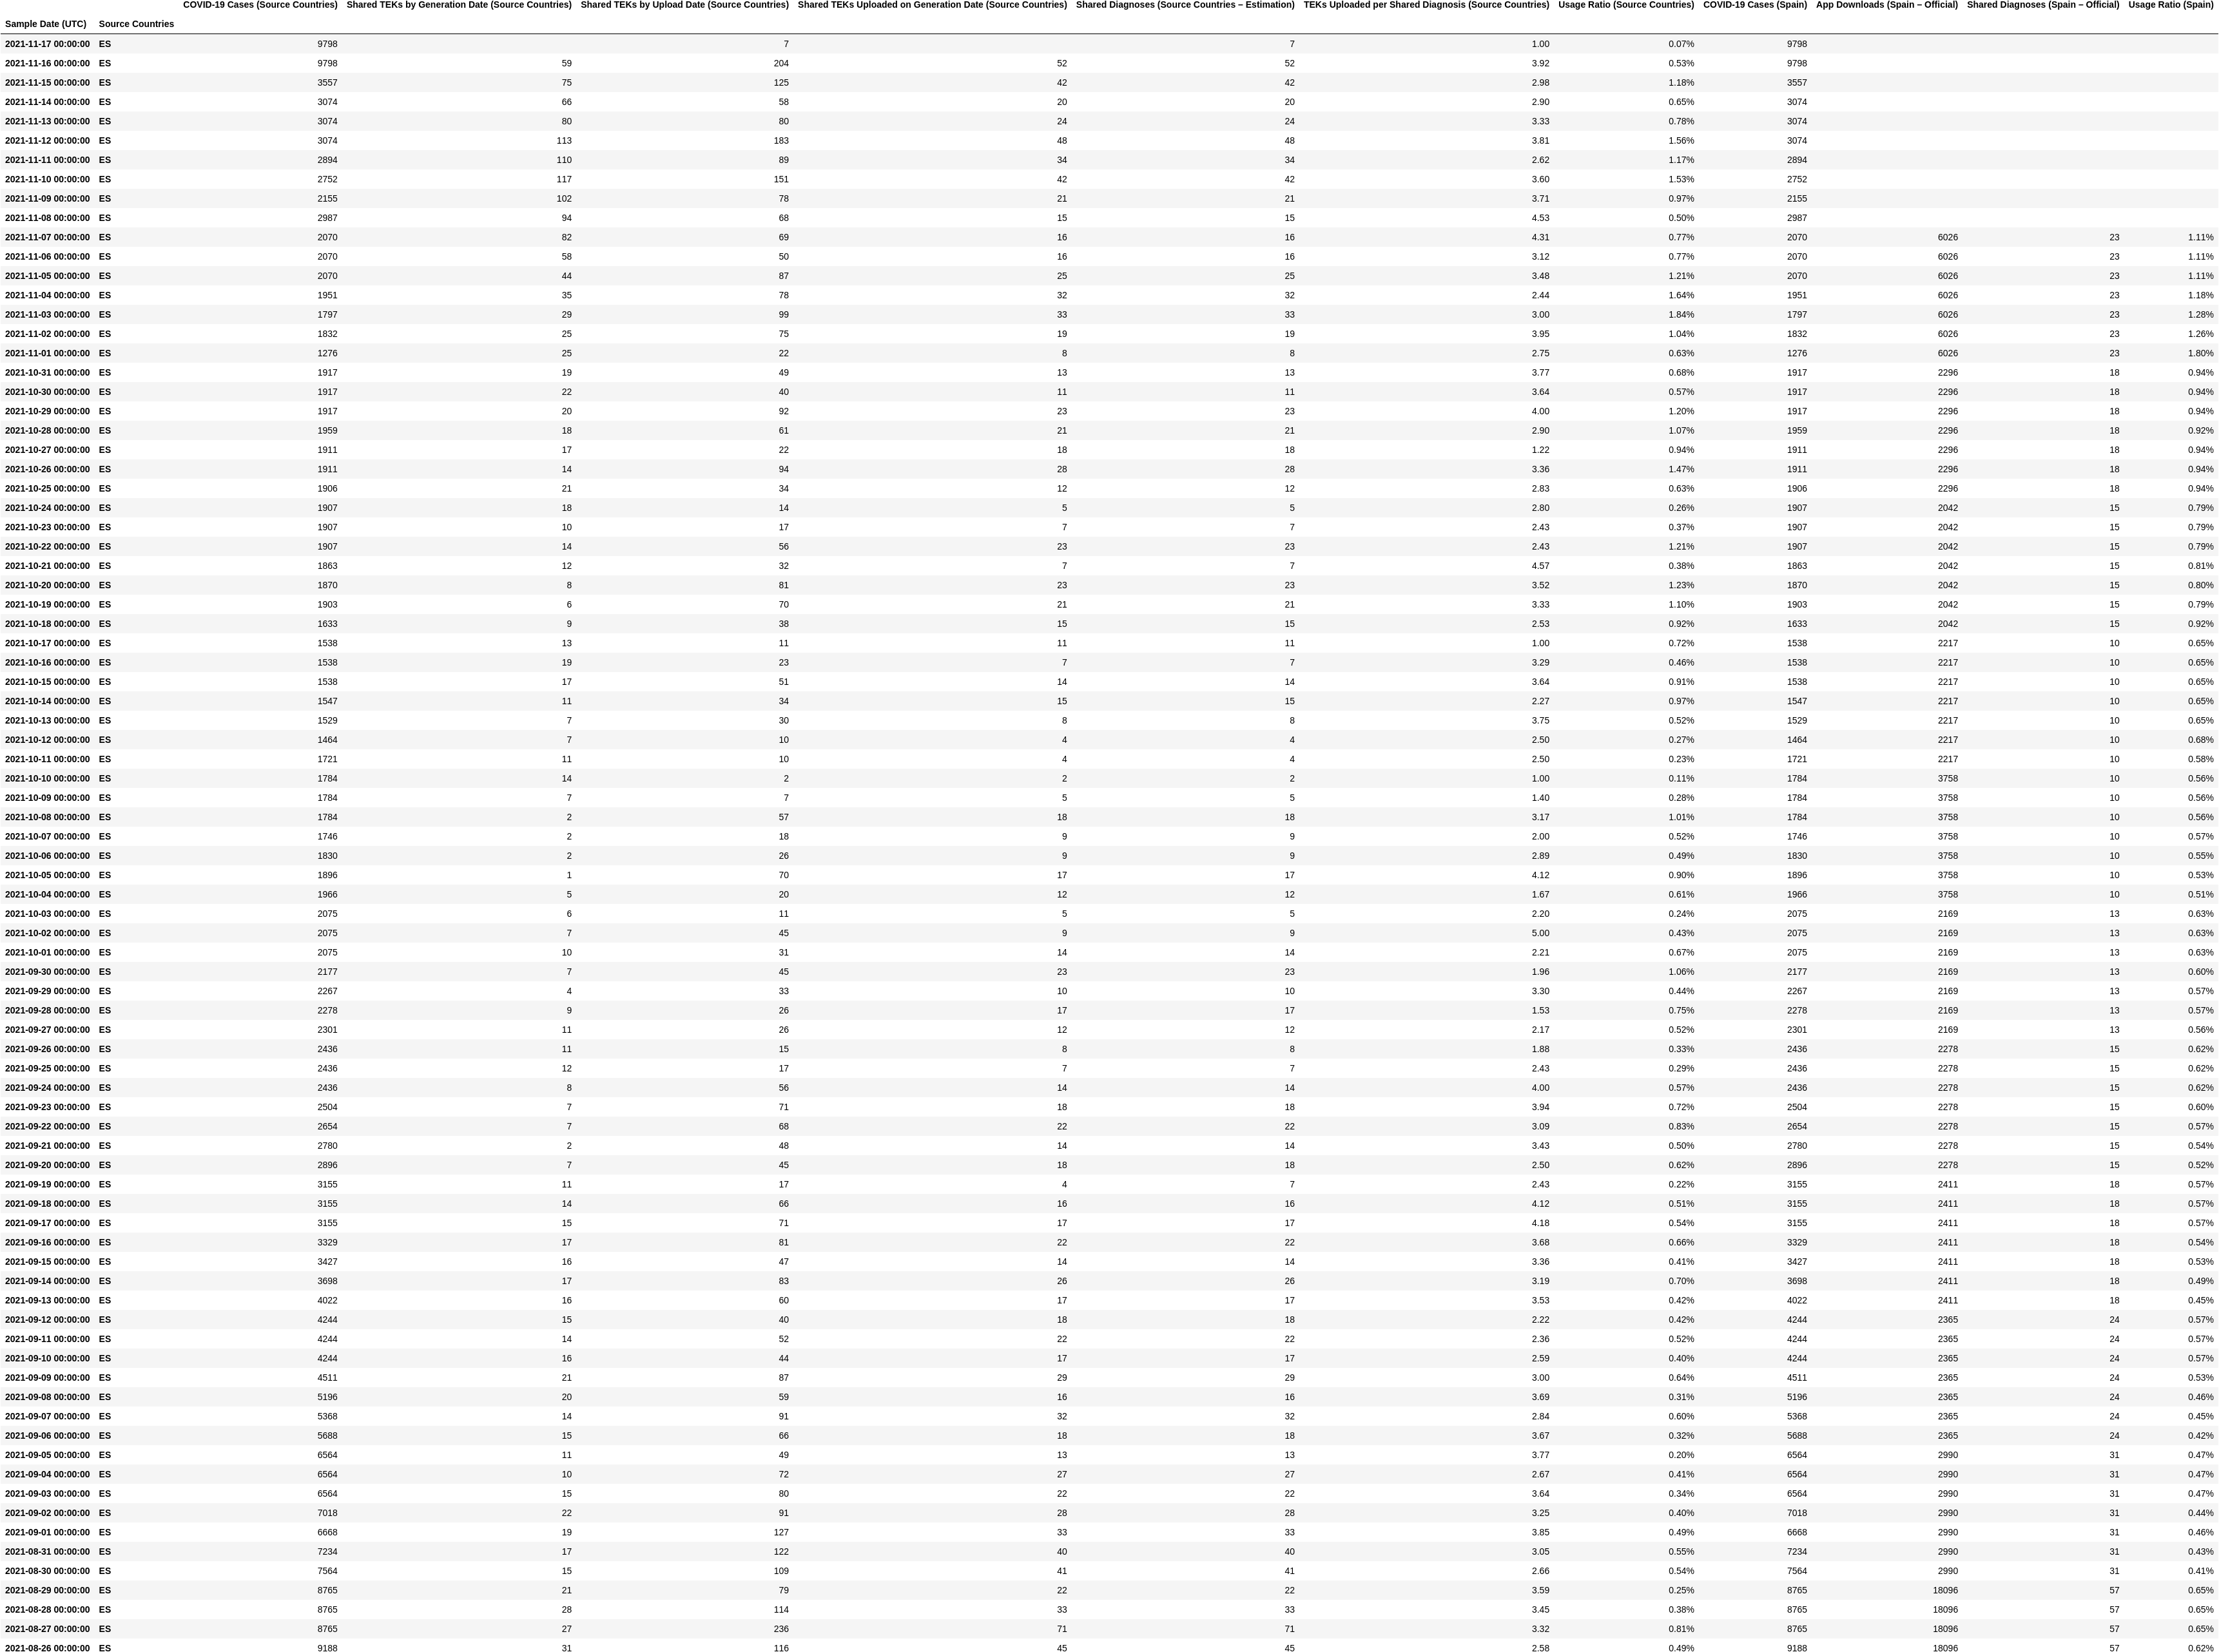 COVID-19 Cases (Source Countries) Shared TEKs by Generation Date (Source Countries) Shared TEKs by Upload Date (Source Countries) Shared TEKs Uploaded on Generation Date (Source Countries) Shared Diagnoses (Source Countries – Estimation) TEKs Uploaded per Shared Diagnosis (Source Countries) Usage Ratio (Source Countries) COVID-19 Cases (Spain) App Downloads (Spain – Official) Shared Diagnoses (Spain – Official) Usage Ratio (Spain)
Sample Date (UTC) Source Countries
2021-11-17 00:00:00 ES 9798 7 7 1.00 0.07% 9798
2021-11-16 00:00:00 ES 9798 59 204 52 52 3.92 0.53% 9798
2021-11-15 00:00:00 ES 3557 75 125 42 42 2.98 1.18% 3557
2021-11-14 00:00:00 ES 3074 66 58 20 20 2.90 0.65% 3074
2021-11-13 00:00:00 ES 3074 80 80 24 24 3.33 0.78% 3074
2021-11-12 00:00:00 ES 3074 113 183 48 48 3.81 1.56% 3074
2021-11-11 00:00:00 ES 2894 110 89 34 34 2.62 1.17% 2894
2021-11-10 00:00:00 ES 2752 117 151 42 42 3.60 1.53% 2752
2021-11-09 00:00:00 ES 2155 102 78 21 21 3.71 0.97% 2155
2021-11-08 00:00:00 ES 2987 94 68 15 15 4.53 0.50% 2987
2021-11-07 00:00:00 ES 2070 82 69 16 16 4.31 0.77% 2070 6026 23 1.11%
2021-11-06 00:00:00 ES 2070 58 50 16 16 3.12 0.77% 2070 6026 23 1.11%
2021-11-05 00:00:00 ES 2070 44 87 25 25 3.48 1.21% 2070 6026 23 1.11%
2021-11-04 00:00:00 ES 1951 35 78 32 32 2.44 1.64% 1951 6026 23 1.18%
2021-11-03 00:00:00 ES 1797 29 99 33 33 3.00 1.84% 1797 6026 23 1.28%
2021-11-02 00:00:00 ES 1832 25 75 19 19 3.95 1.04% 1832 6026 23 1.26%
2021-11-01 00:00:00 ES 1276 25 22 8 8 2.75 0.63% 1276 6026 23 1.80%
2021-10-31 00:00:00 ES 1917 19 49 13 13 3.77 0.68% 1917 2296 18 0.94%
2021-10-30 00:00:00 ES 1917 22 40 11 11 3.64 0.57% 1917 2296 18 0.94%
2021-10-29 00:00:00 ES 1917 20 92 23 23 4.00 1.20% 1917 2296 18 0.94%
2021-10-28 00:00:00 ES 1959 18 61 21 21 2.90 1.07% 1959 2296 18 0.92%
2021-10-27 00:00:00 ES 1911 17 22 18 18 1.22 0.94% 1911 2296 18 0.94%
2021-10-26 00:00:00 ES 1911 14 94 28 28 3.36 1.47% 1911 2296 18 0.94%
2021-10-25 00:00:00 ES 1906 21 34 12 12 2.83 0.63% 1906 2296 18 0.94%
2021-10-24 00:00:00 ES 1907 18 14 5 5 2.80 0.26% 1907 2042 15 0.79%
2021-10-23 00:00:00 ES 1907 10 17 7 7 2.43 0.37% 1907 2042 15 0.79%
2021-10-22 00:00:00 ES 1907 14 56 23 23 2.43 1.21% 1907 2042 15 0.79%
2021-10-21 00:00:00 ES 1863 12 32 7 7 4.57 0.38% 1863 2042 15 0.81%
2021-10-20 00:00:00 ES 1870 8 81 23 23 3.52 1.23% 1870 2042 15 0.80%
2021-10-19 00:00:00 ES 1903 6 70 21 21 3.33 1.10% 1903 2042 15 0.79%
2021-10-18 00:00:00 ES 1633 9 38 15 15 2.53 0.92% 1633 2042 15 0.92%
2021-10-17 00:00:00 ES 1538 13 11 11 11 1.00 0.72% 1538 2217 10 0.65%
2021-10-16 00:00:00 ES 1538 19 23 7 7 3.29 0.46% 1538 2217 10 0.65%
2021-10-15 00:00:00 ES 1538 17 51 14 14 3.64 0.91% 1538 2217 10 0.65%
2021-10-14 00:00:00 ES 1547 11 34 15 15 2.27 0.97% 1547 2217 10 0.65%
2021-10-13 00:00:00 ES 1529 7 30 8 8 3.75 0.52% 1529 2217 10 0.65%
2021-10-12 00:00:00 ES 1464 7 10 4 4 2.50 0.27% 1464 2217 10 0.68%
2021-10-11 00:00:00 ES 1721 11 10 4 4 2.50 0.23% 1721 2217 10 0.58%
2021-10-10 00:00:00 ES 1784 14 2 2 2 1.00 0.11% 1784 3758 10 0.56%
2021-10-09 00:00:00 ES 1784 7 7 5 5 1.40 0.28% 1784 3758 10 0.56%
2021-10-08 00:00:00 ES 1784 2 57 18 18 3.17 1.01% 1784 3758 10 0.56%
2021-10-07 00:00:00 ES 1746 2 18 9 9 2.00 0.52% 1746 3758 10 0.57%
2021-10-06 00:00:00 ES 1830 2 26 9 9 2.89 0.49% 1830 3758 10 0.55%
2021-10-05 00:00:00 ES 1896 1 70 17 17 4.12 0.90% 1896 3758 10 0.53%
2021-10-04 00:00:00 ES 1966 5 20 12 12 1.67 0.61% 1966 3758 10 0.51%
2021-10-03 00:00:00 ES 2075 6 11 5 5 2.20 0.24% 2075 2169 13 0.63%
2021-10-02 00:00:00 ES 2075 7 45 9 9 5.00 0.43% 2075 2169 13 0.63%
2021-10-01 00:00:00 ES 2075 10 31 14 14 2.21 0.67% 2075 2169 13 0.63%
2021-09-30 00:00:00 ES 2177 7 45 23 23 1.96 1.06% 2177 2169 13 0.60%
2021-09-29 00:00:00 ES 2267 4 33 10 10 3.30 0.44% 2267 2169 13 0.57%
2021-09-28 00:00:00 ES 2278 9 26 17 17 1.53 0.75% 2278 2169 13 0.57%
2021-09-27 00:00:00 ES 2301 11 26 12 12 2.17 0.52% 2301 2169 13 0.56%
2021-09-26 00:00:00 ES 2436 11 15 8 8 1.88 0.33% 2436 2278 15 0.62%
2021-09-25 00:00:00 ES 2436 12 17 7 7 2.43 0.29% 2436 2278 15 0.62%
2021-09-24 00:00:00 ES 2436 8 56 14 14 4.00 0.57% 2436 2278 15 0.62%
2021-09-23 00:00:00 ES 2504 7 71 18 18 3.94 0.72% 2504 2278 15 0.60%
2021-09-22 00:00:00 ES 2654 7 68 22 22 3.09 0.83% 2654 2278 15 0.57%
2021-09-21 00:00:00 ES 2780 2 48 14 14 3.43 0.50% 2780 2278 15 0.54%
2021-09-20 00:00:00 ES 2896 7 45 18 18 2.50 0.62% 2896 2278 15 0.52%
2021-09-19 00:00:00 ES 3155 11 17 4 7 2.43 0.22% 3155 2411 18 0.57%
2021-09-18 00:00:00 ES 3155 14 66 16 16 4.12 0.51% 3155 2411 18 0.57%
2021-09-17 00:00:00 ES 3155 15 71 17 17 4.18 0.54% 3155 2411 18 0.57%
2021-09-16 00:00:00 ES 3329 17 81 22 22 3.68 0.66% 3329 2411 18 0.54%
2021-09-15 00:00:00 ES 3427 16 47 14 14 3.36 0.41% 3427 2411 18 0.53%
2021-09-14 00:00:00 ES 3698 17 83 26 26 3.19 0.70% 3698 2411 18 0.49%
2021-09-13 00:00:00 ES 4022 16 60 17 17 3.53 0.42% 4022 2411 18 0.45%
2021-09-12 00:00:00 ES 4244 15 40 18 18 2.22 0.42% 4244 2365 24 0.57%
2021-09-11 00:00:00 ES 4244 14 52 22 22 2.36 0.52% 4244 2365 24 0.57%
2021-09-10 00:00:00 ES 4244 16 44 17 17 2.59 0.40% 4244 2365 24 0.57%
2021-09-09 00:00:00 ES 4511 21 87 29 29 3.00 0.64% 4511 2365 24 0.53%
2021-09-08 00:00:00 ES 5196 20 59 16 16 3.69 0.31% 5196 2365 24 0.46%
2021-09-07 00:00:00 ES 5368 14 91 32 32 2.84 0.60% 5368 2365 24 0.45%
2021-09-06 00:00:00 ES 5688 15 66 18 18 3.67 0.32% 5688 2365 24 0.42%
2021-09-05 00:00:00 ES 6564 11 49 13 13 3.77 0.20% 6564 2990 31 0.47%
2021-09-04 00:00:00 ES 6564 10 72 27 27 2.67 0.41% 6564 2990 31 0.47%
2021-09-03 00:00:00 ES 6564 15 80 22 22 3.64 0.34% 6564 2990 31 0.47%
2021-09-02 00:00:00 ES 7018 22 91 28 28 3.25 0.40% 7018 2990 31 0.44%
2021-09-01 00:00:00 ES 6668 19 127 33 33 3.85 0.49% 6668 2990 31 0.46%
2021-08-31 00:00:00 ES 7234 17 122 40 40 3.05 0.55% 7234 2990 31 0.43%
2021-08-30 00:00:00 ES 7564 15 109 41 41 2.66 0.54% 7564 2990 31 0.41%
2021-08-29 00:00:00 ES 8765 21 79 22 22 3.59 0.25% 8765 18096 57 0.65%
2021-08-28 00:00:00 ES 8765 28 114 33 33 3.45 0.38% 8765 18096 57 0.65%
2021-08-27 00:00:00 ES 8765 27 236 71 71 3.32 0.81% 8765 18096 57 0.65%
2021-08-26 00:00:00 ES 9188 31 116 45 45 2.58 0.49% 9188 18096 57 0.62%